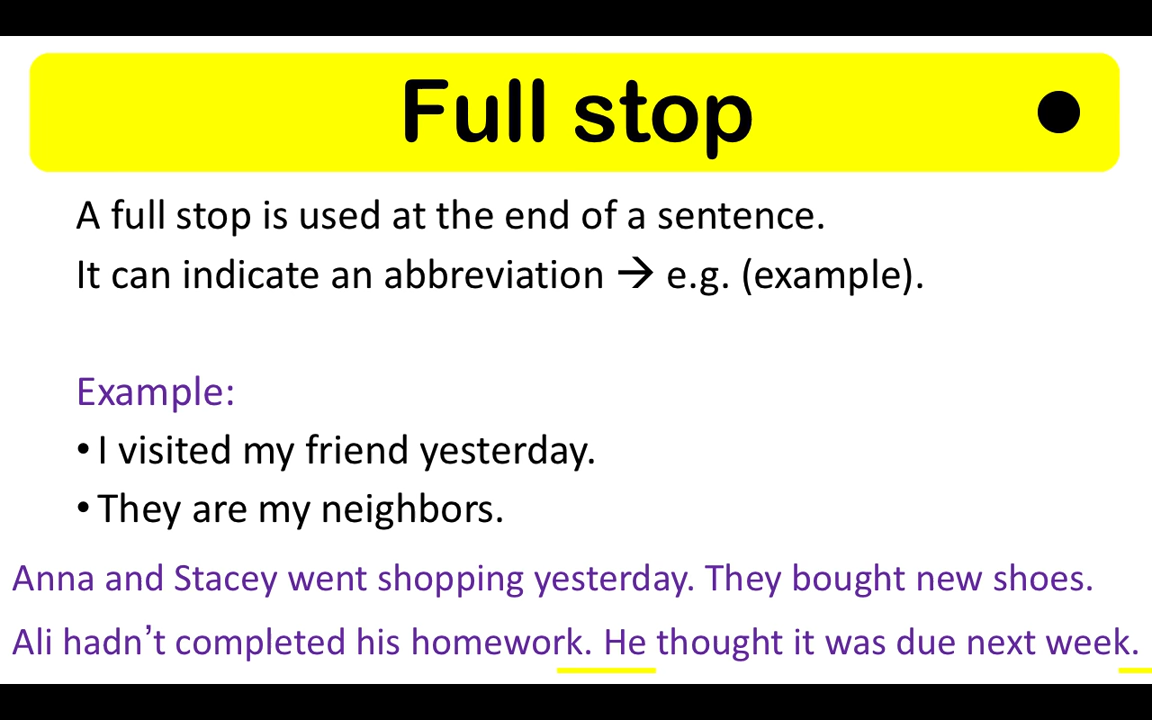 Full stop
A full stop is used at the end of a sentence.
It can indicate an abbreviation → e.g. (example).
Example:
•I visited my friend yesterday.
•They are my neighbors.
Anna and Stacey went shopping yesterday. They bought new shoes.
Ali hadn’t completed his homework. He thought it was due next week.